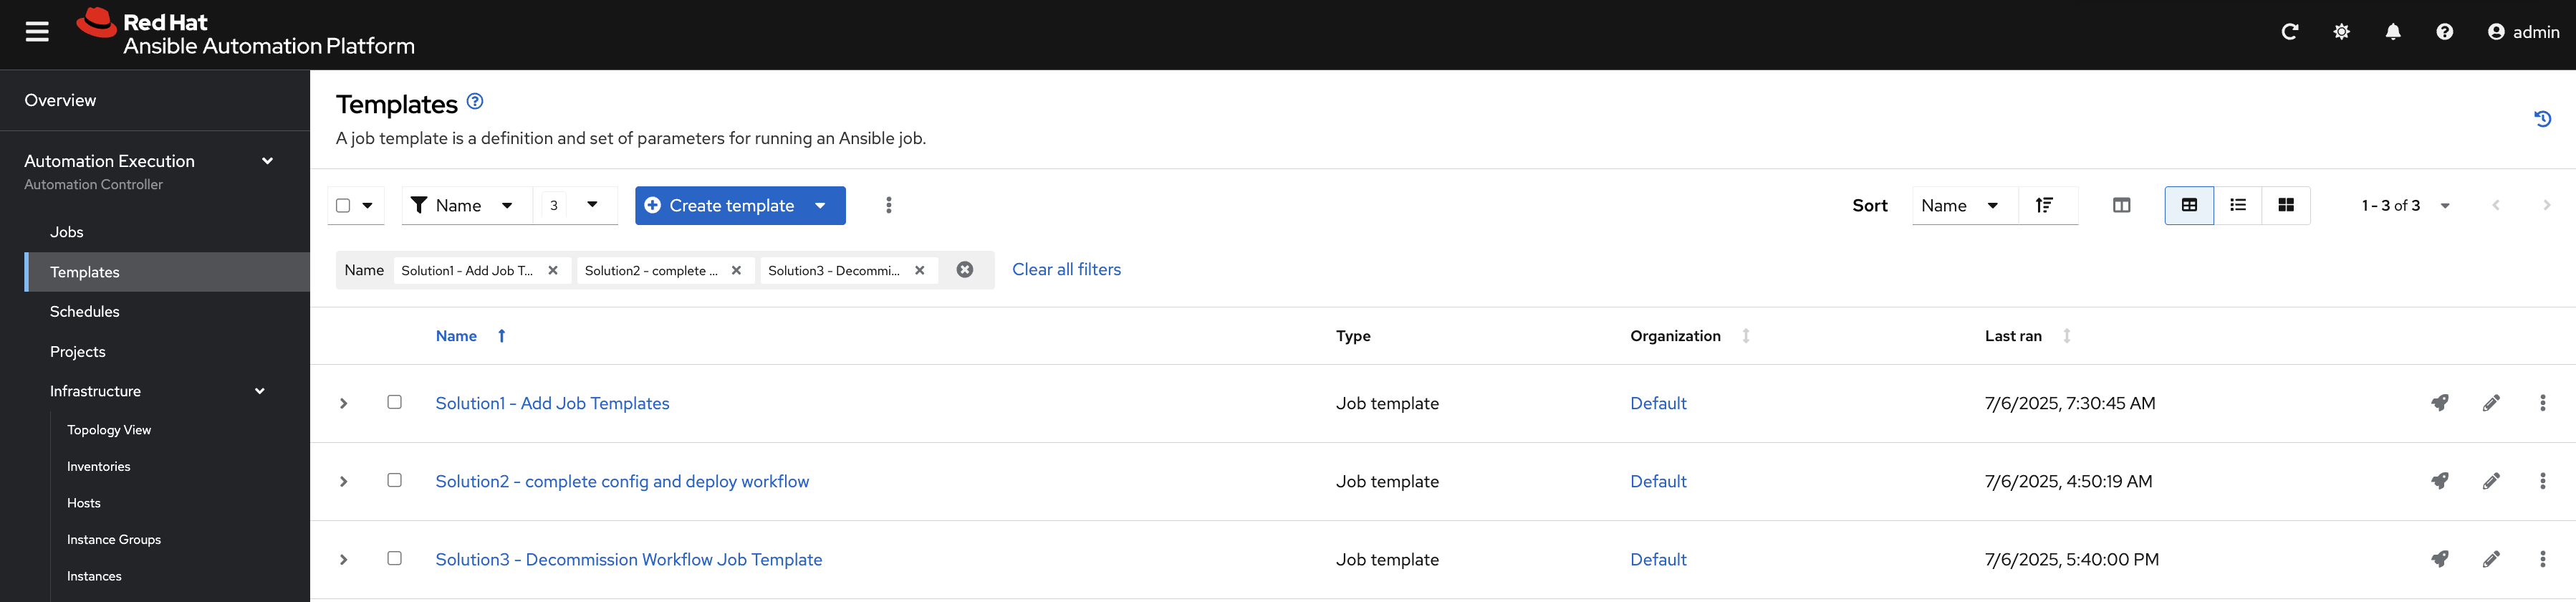 Red Hat
Ansible Automation Platform
admin
Overview
Automation Execution
Automation Controller
Jobs
Templates
Schedules
Projects
Infrastructure
Topology View
Inventories
Hosts
Instance Groups
Instances
Templates
A job template is a definition and set of parameters for running an Ansible job.
Name 3 Create template Sort Name 1 - 3 of 3
Name Solution1 - Add Job T... Solution2 - complete ... Solution3 - Decommi... Clear all filters
Name Type Organization Last ran
Solution1 - Add Job Templates Job template Default 7/6/2025, 7:30:45 AM
Solution2 - complete config and deploy workflow Job template Default 7/6/2025, 4:50:19 AM
Solution3 - Decommission Workflow Job Template Job template Default 7/6/2025, 5:40:00 PM